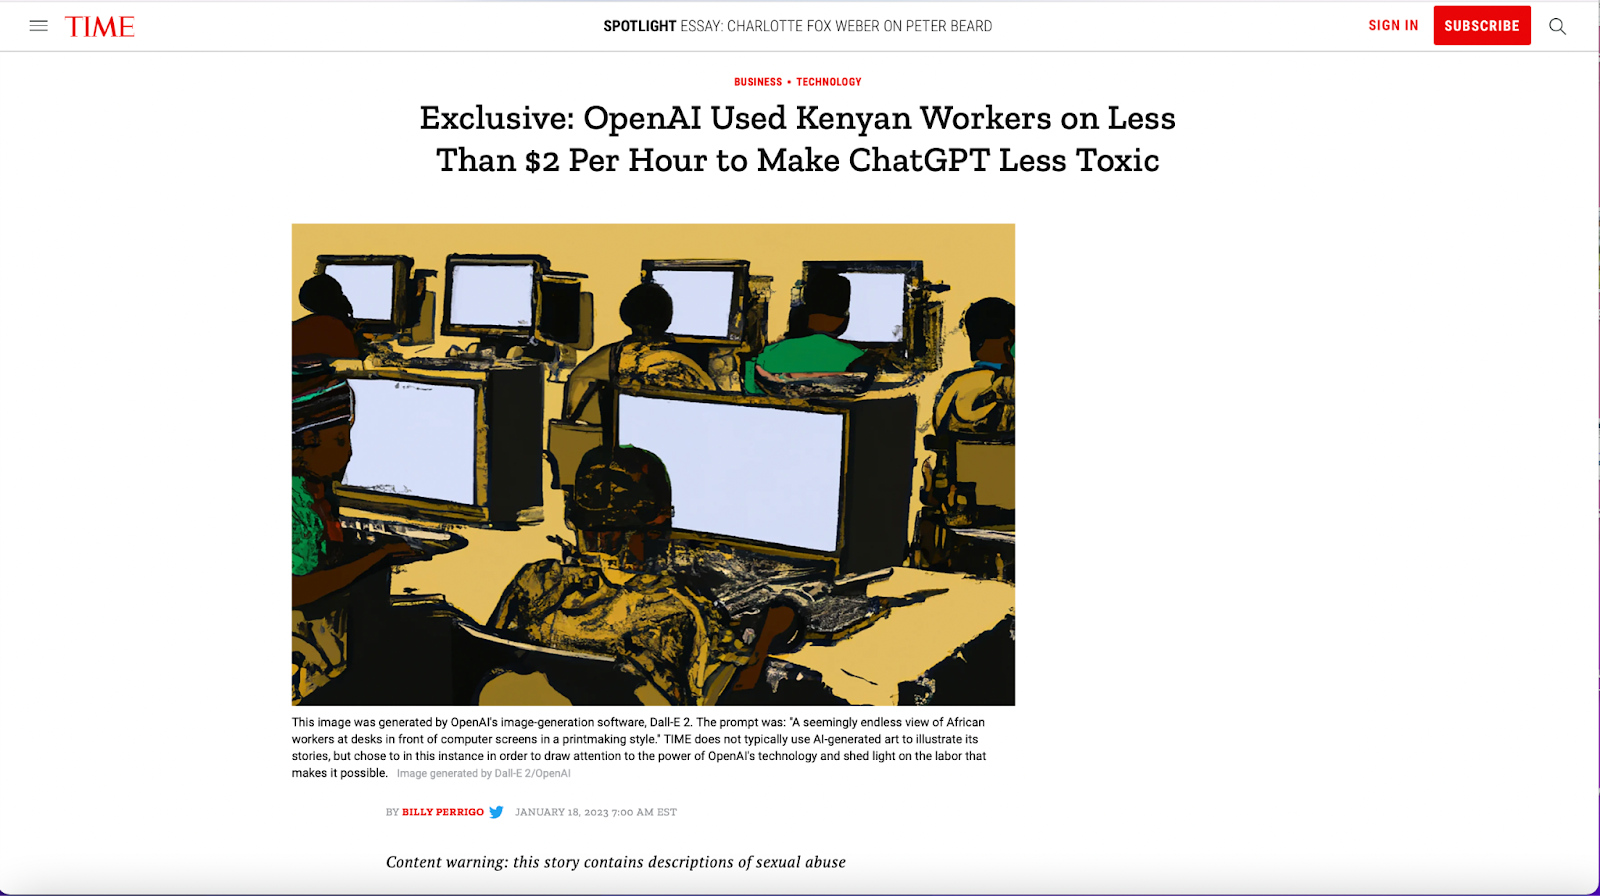 TIME
SPOTLIGHT ESSAY: CHARLOTTE FOX WEBER ON PETER BEARD
SIGN IN
SUBSCRIBE
BUSINESS • TECHNOLOGY
Exclusive: OpenAI Used Kenyan Workers on Less
Than $2 Per Hour to Make ChatGPT Less Toxic
This image was generated by OpenAI's image-generation software, Dall-E 2. The prompt was: "A seemingly endless view of African
workers at desks in front of computer screens in a printmaking style." TIME does not typically use AI-generated art to illustrate its
stories, but chose to in this instance in order to draw attention to the power of OpenAI's technology and shed light on the labor that
makes it possible. Image generated by Dall-E 2/OpenAI
BY BILLY PERRIGO JANUARY 18, 2023 7:00 AM EST
Content warning: this story contains descriptions of sexual abuse